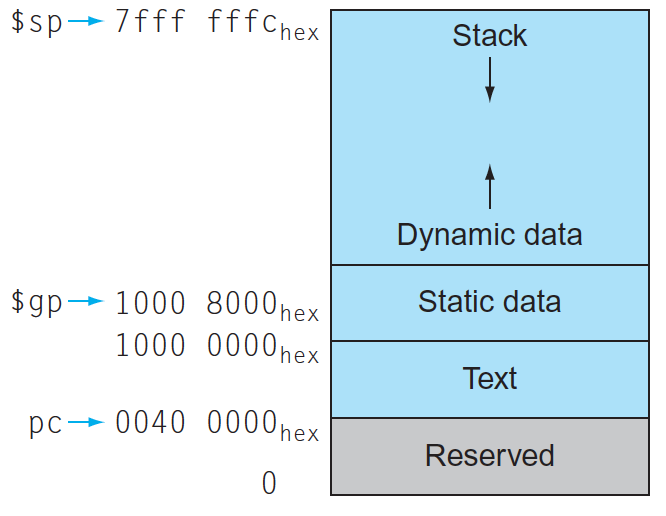 $sp 7fff fffc hex Stack
Dynamic data
$gp 1000 8000 hex Static data
1000 0000 hex
Text
pc 0040 0000 hex
Reserved
0